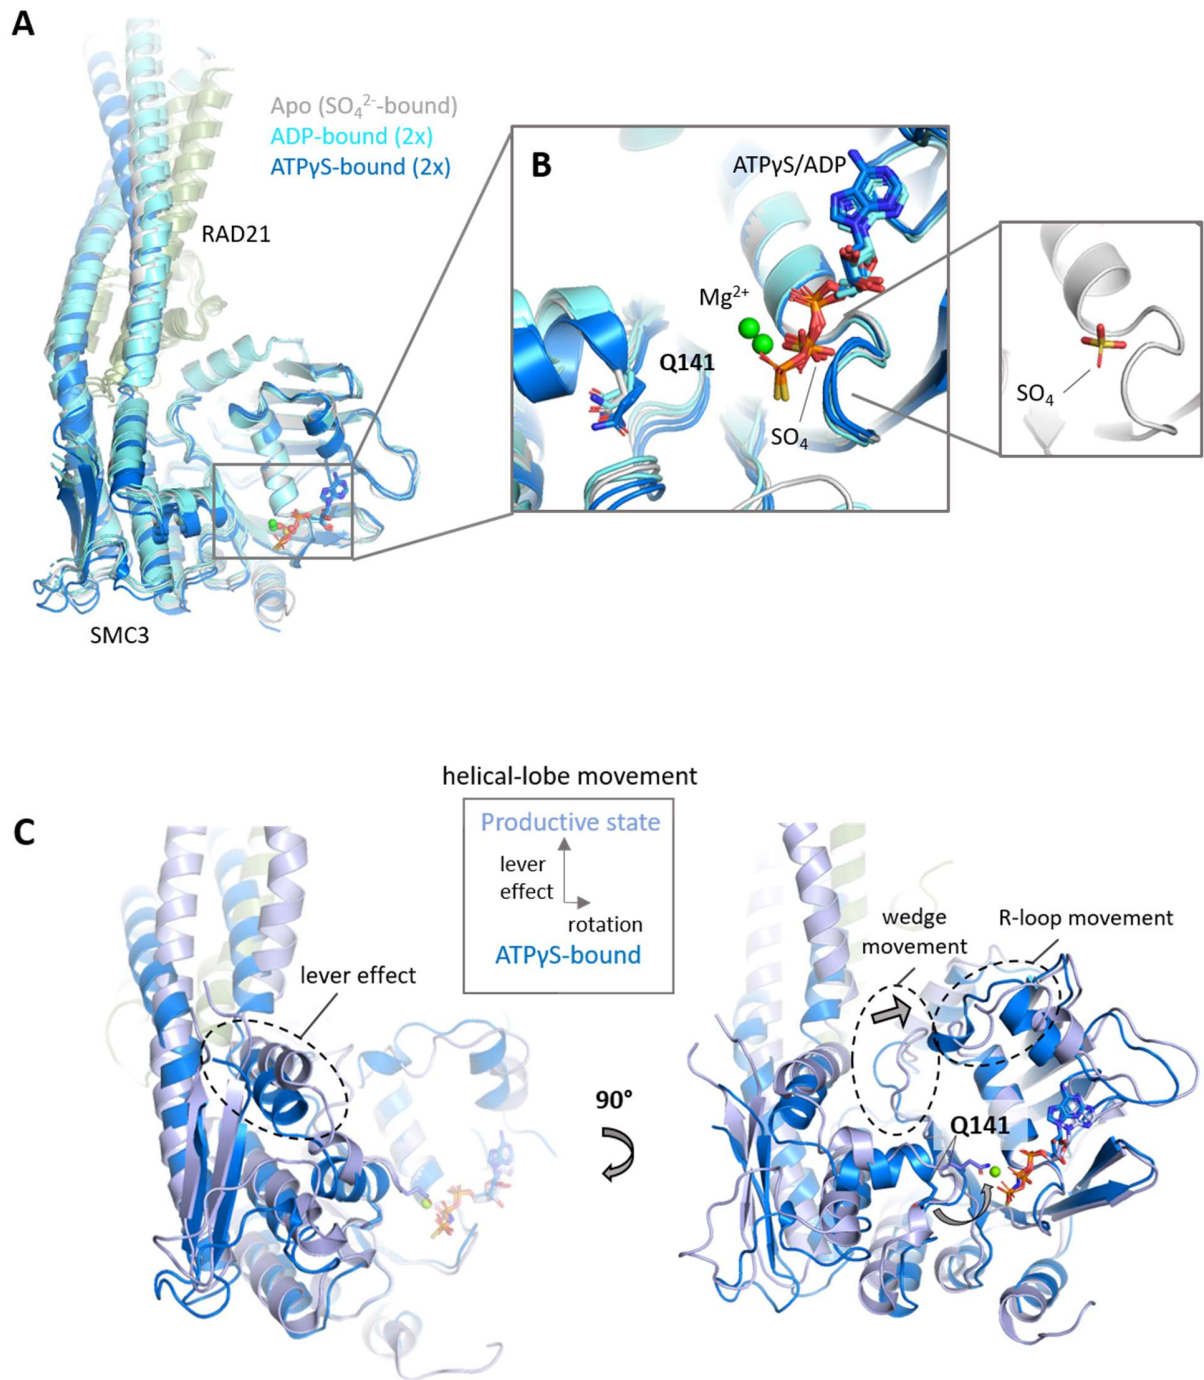 A
Apo (SO₄²⁻-bound)
ADP-bound (2x)
ATPγS-bound (2x)
RAD21
SMC3
B
ATPγS/ADP
Mg²⁺
Q141
SO₄
SO₄
C
helical-lobe movement
Productive state
lever
effect
rotation
ATPγS-bound
lever effect
90°
wedge
movement
R-loop movement
Q141